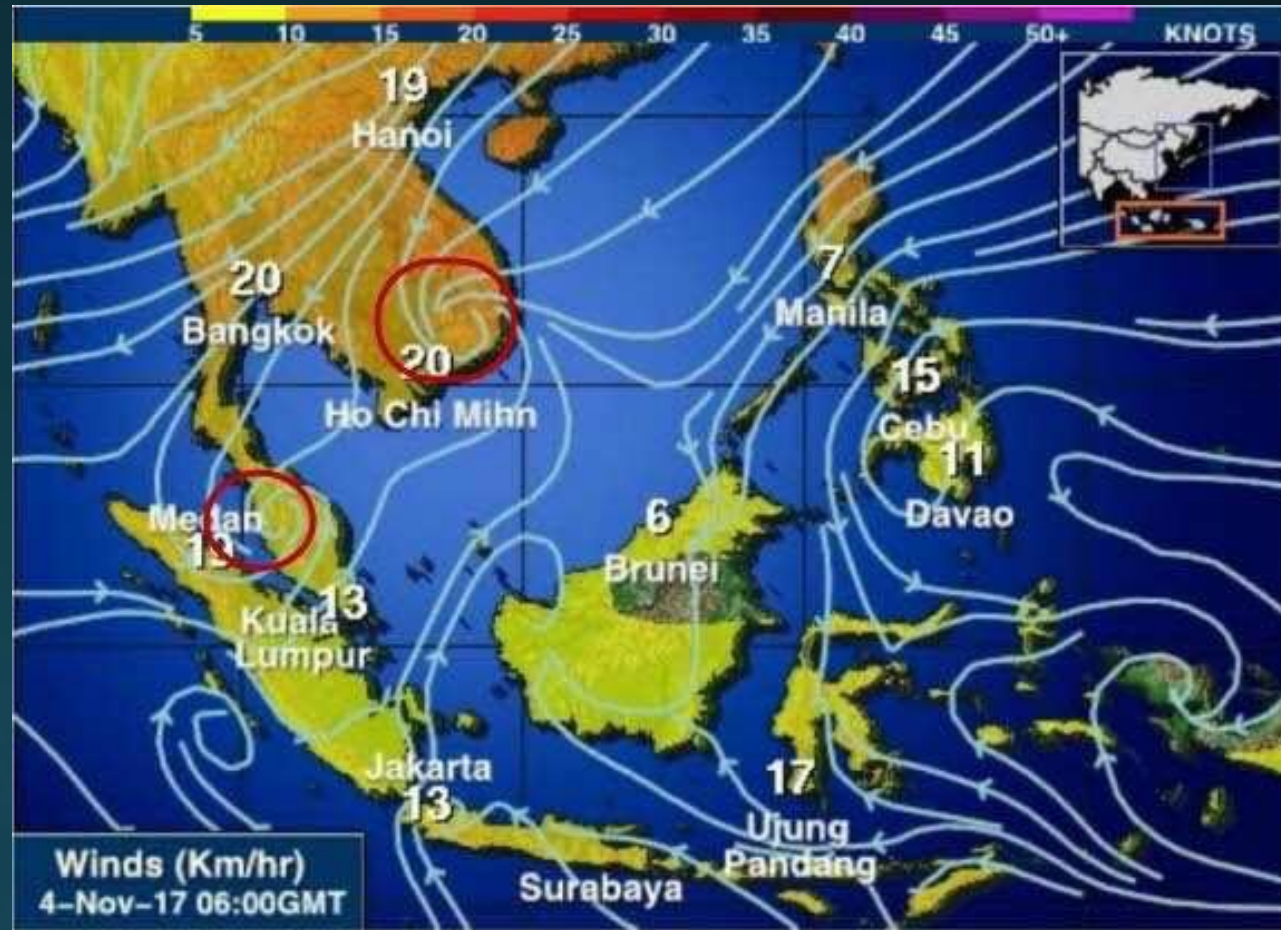 5 10 15 20 25 30 35 40 45 50+ KNOTS
19
Hanoi
20
Bangkok
20
Ho Chi Mihn
7
Manila
15
Cebu
11
Davao
Medan
6
Brunei
13
Kuala
Lumpur
Jakarta
13
17
Ujung
Pandang
Surabaya
Winds (Km/hr)
4-Nov-17 06:00GMT